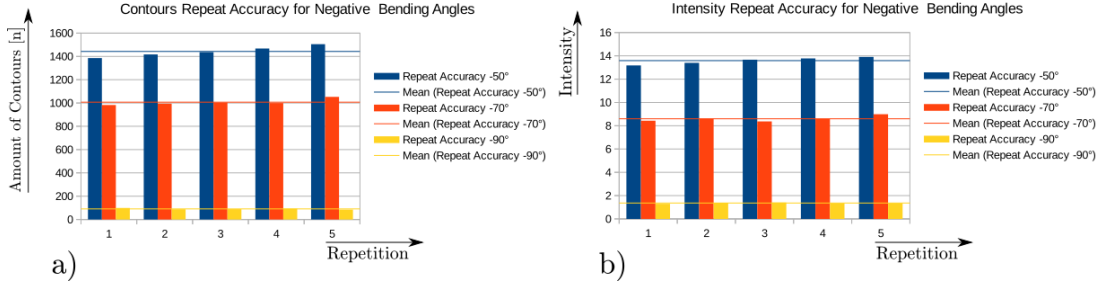 Contours Repeat Accuracy for Negative Bending Angles
Amount of Contours [n]
1600
1400
1200
1000
800
600
400
200
0
1 2 3 4 5
Repetition
Repeat Accuracy -50°
Mean (Repeat Accuracy -50°)
Repeat Accuracy -70°
Mean (Repeat Accuracy -70°)
Repeat Accuracy -90°
Mean (Repeat Accuracy -90°)
a)
Intensity Repeat Accuracy for Negative Bending Angles
Intensity
16
14
12
10
8
6
4
2
0
1 2 3 4 5
Repetition
Repeat Accuracy -50°
Mean (Repeat Accuracy -50°)
Repeat Accuracy -70°
Mean (Repeat Accuracy -70°)
Repeat Accuracy -90°
Mean (Repeat Accuracy -90°)
b)